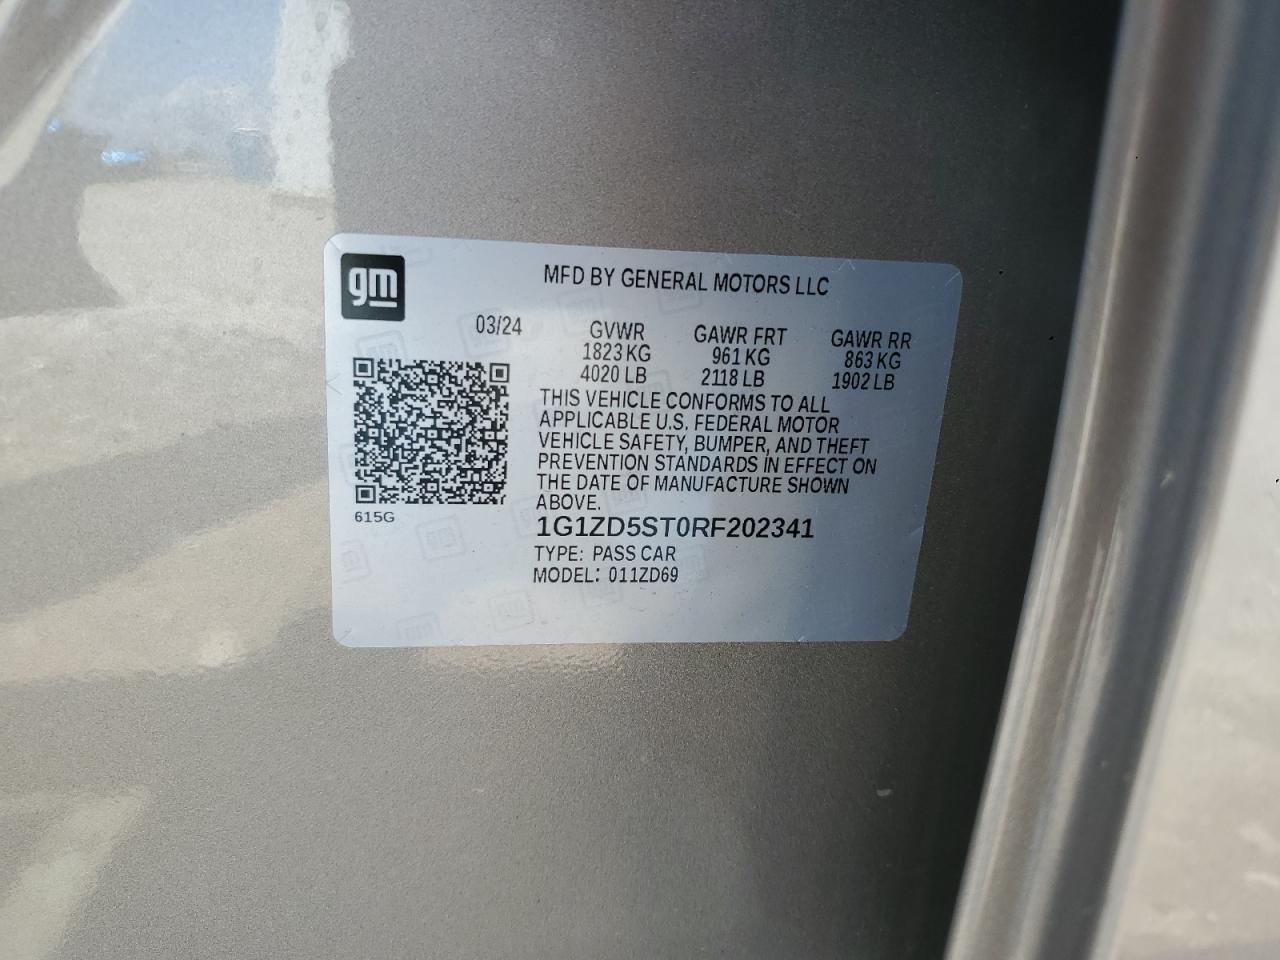 gm
MFD BY GENERAL MOTORS LLC
03/24 GVWR GAWR FRT GAWR RR
1823 KG 961 KG 863 KG
4020 LB 2118 LB 1902 LB
THIS VEHICLE CONFORMS TO ALL
APPLICABLE U.S. FEDERAL MOTOR
VEHICLE SAFETY, BUMPER, AND THEFT
PREVENTION STANDARDS IN EFFECT ON
THE DATE OF MANUFACTURE SHOWN
ABOVE.
615G
1G1ZD5ST0RF202341
TYPE: PASS CAR
MODEL: 011ZD69